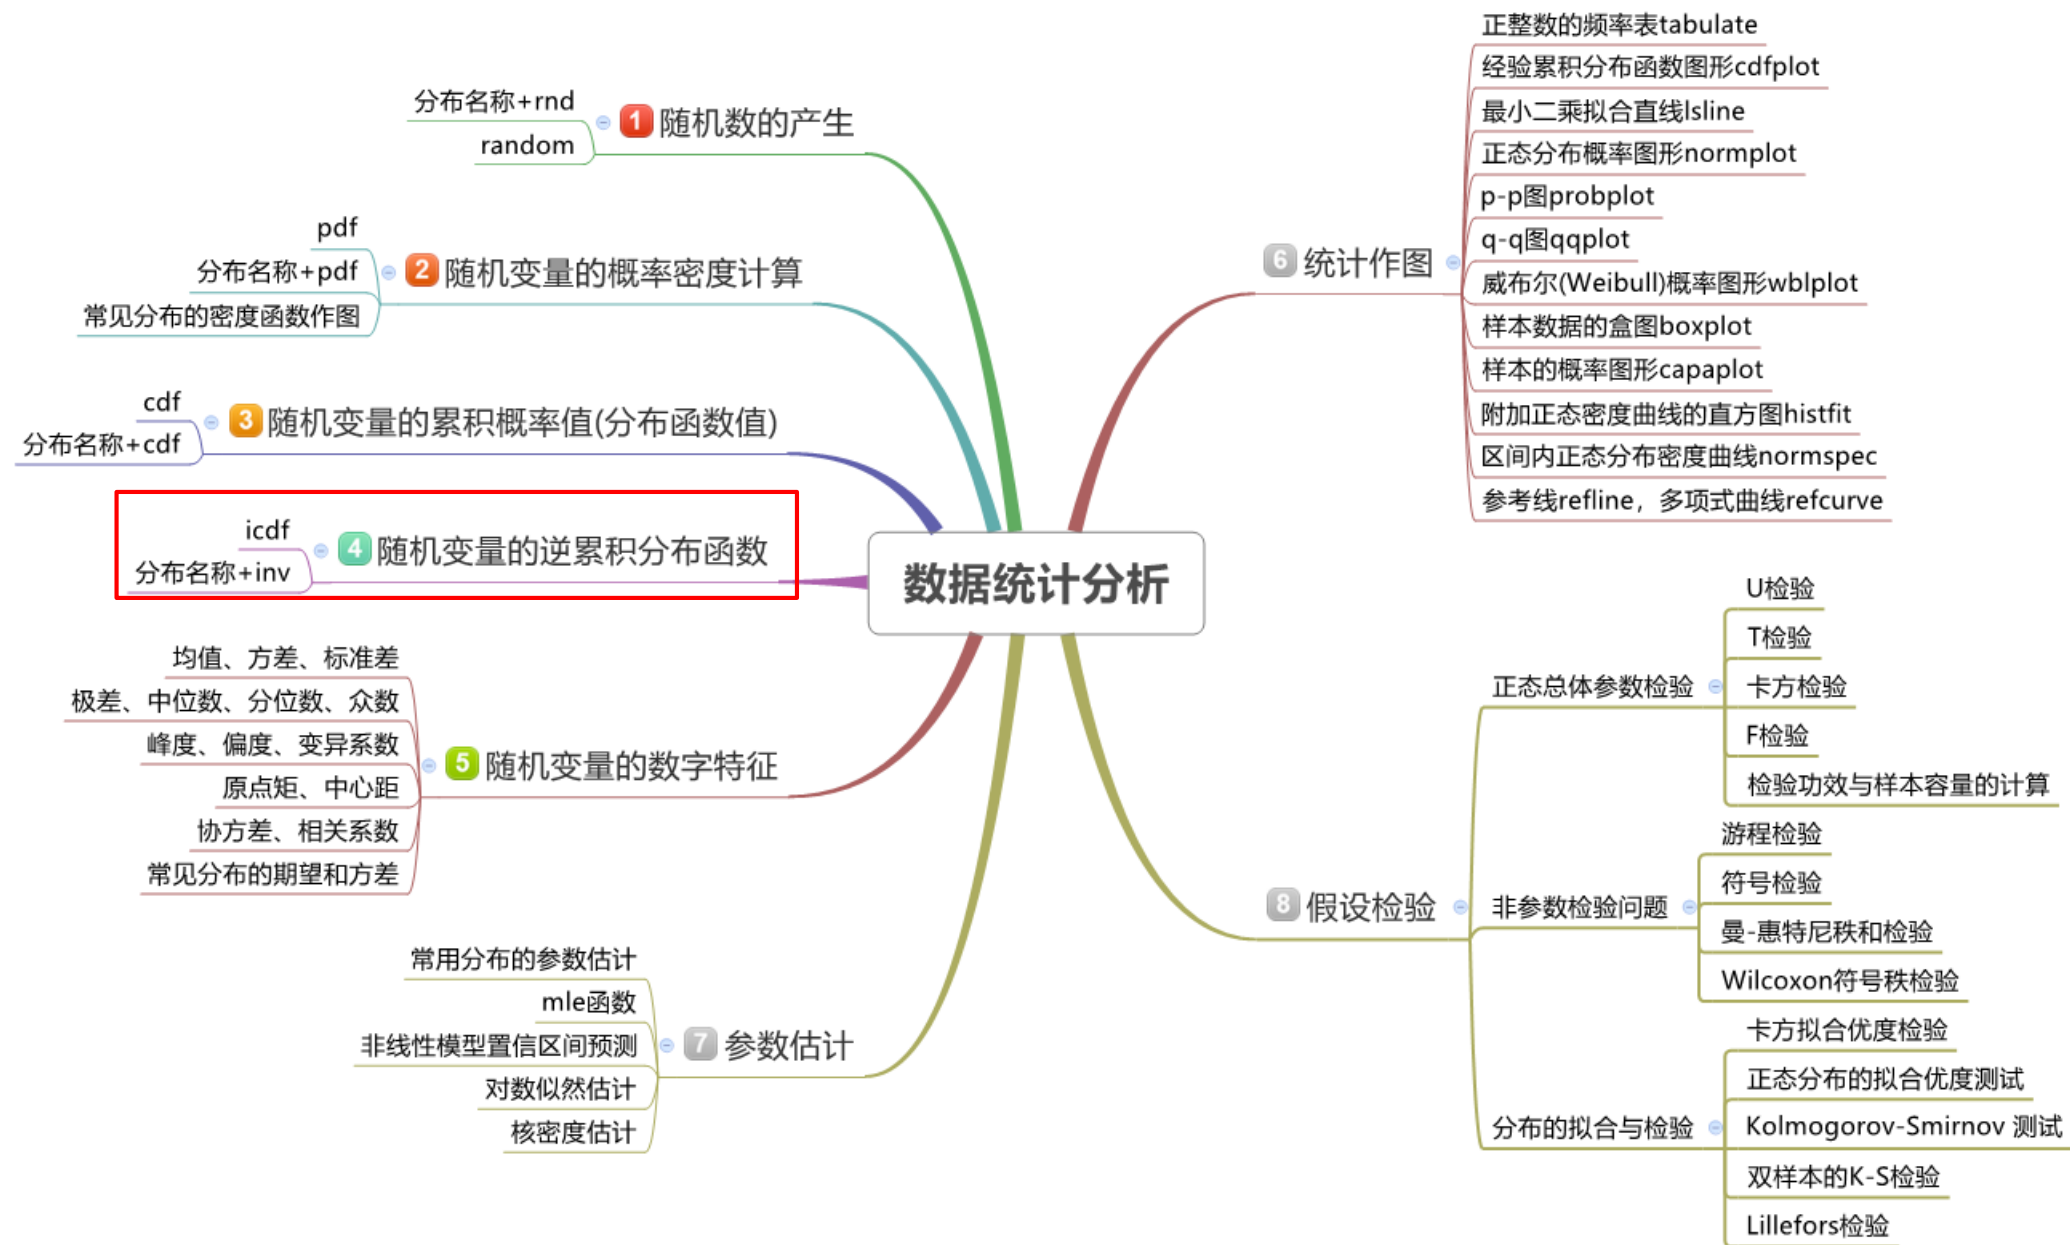 数据统计分析
1 随机数的产生
分布名称+rnd
random
2 随机变量的概率密度计算
pdf
分布名称+pdf
常见分布的密度函数作图
3 随机变量的累积概率值(分布函数值)
cdf
分布名称+cdf
4 随机变量的逆累积分布函数
icdf
分布名称+inv
5 随机变量的数字特征
均值、方差、标准差
极差、中位数、分位数、众数
峰度、偏度、变异系数
原点矩、中心距
协方差、相关系数
常见分布的期望和方差
7 参数估计
常用分布的参数估计
mle函数
非线性模型置信区间预测
对数似然估计
核密度估计
6 统计作图
正整数的频率表tabulate
经验累积分布函数图形cdfplot
最小二乘拟合直线lsline
正态分布概率图形normplot
p-p图probplot
q-q图qqplot
威布尔(Weibull)概率图形wblplot
样本数据的盒图boxplot
样本的概率图形capaplot
附加正态密度曲线的直方图histfit
区间内正态分布密度曲线normspec
参考线refline，多项式曲线refcurve
8 假设检验
正态总体参数检验
U检验
T检验
卡方检验
F检验
检验功效与样本容量的计算
非参数检验问题
游程检验
符号检验
曼-惠特尼秩和检验
Wilcoxon符号秩检验
分布的拟合与检验
卡方拟合优度检验
正态分布的拟合优度测试
Kolmogorov-Smirnov 测试
双样本的K-S检验
Lillefors检验